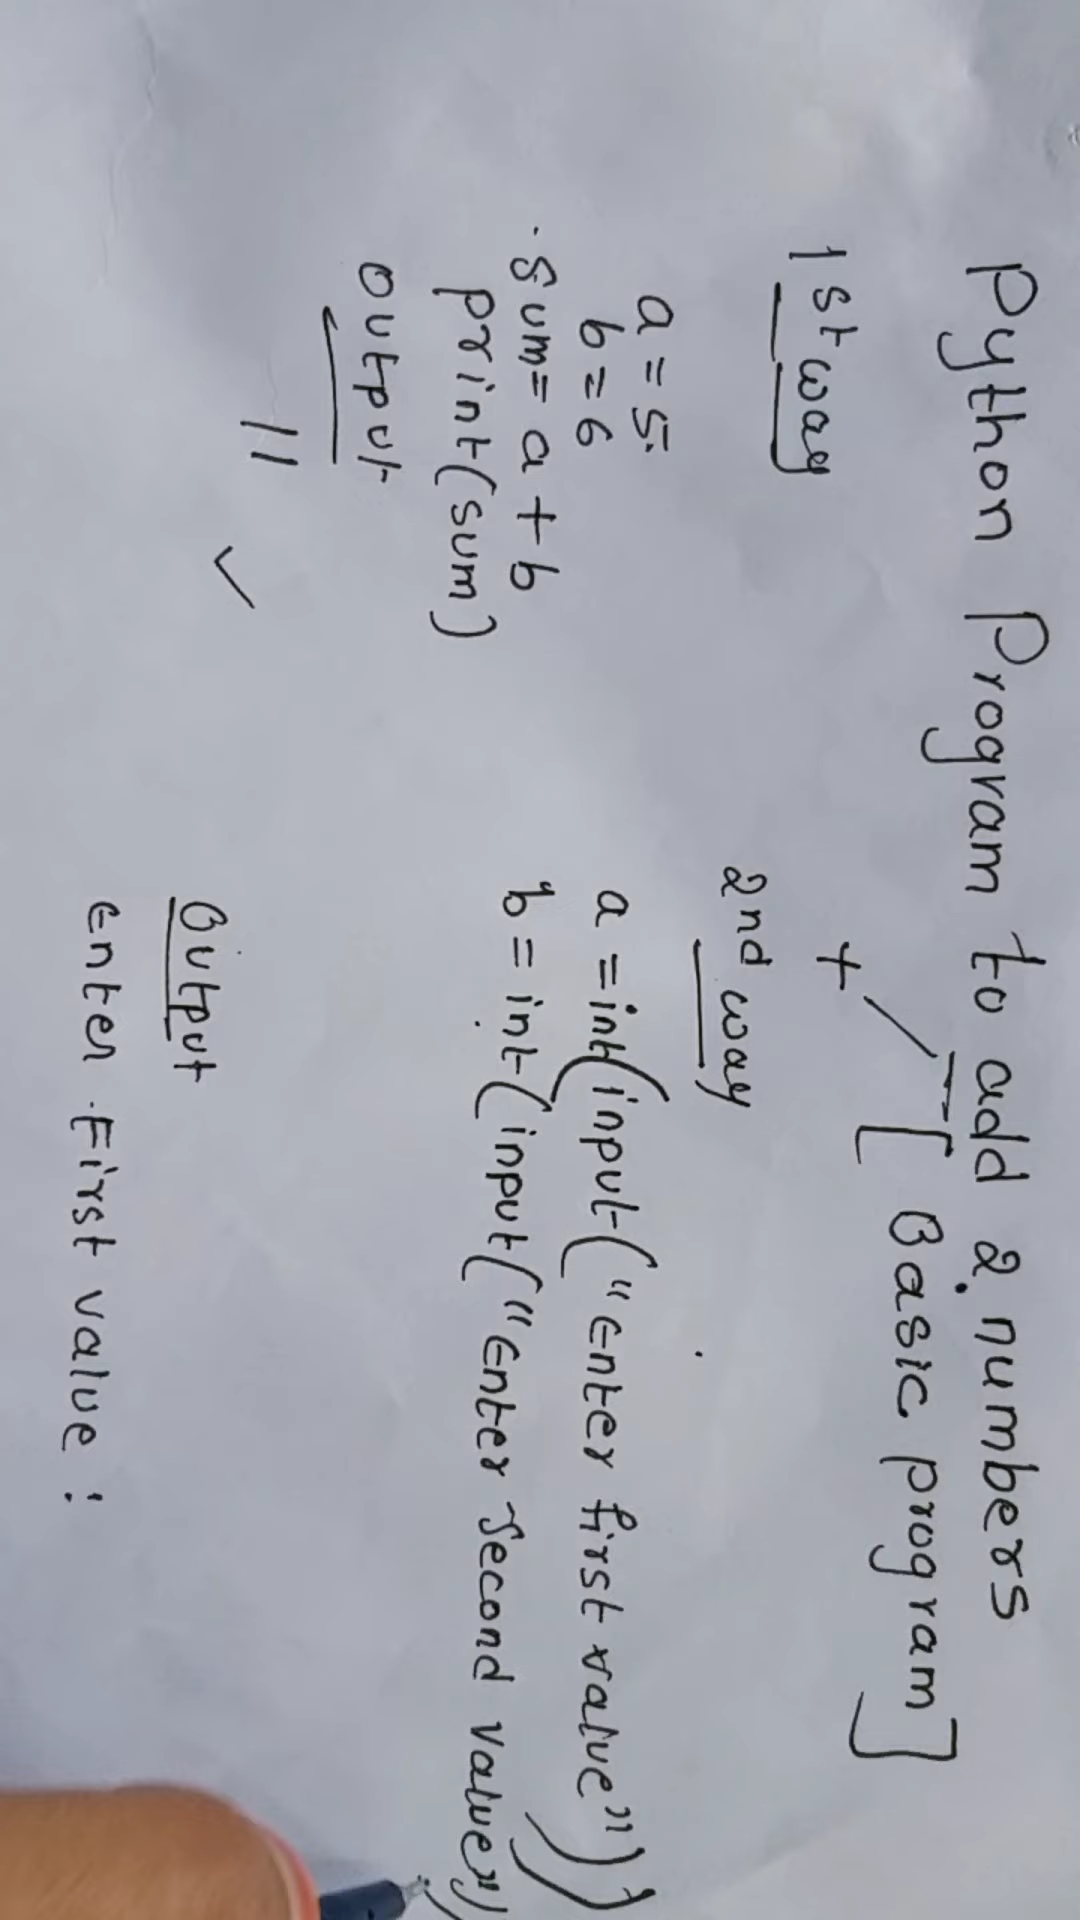 Python Program to add 2 numbers
+ [ Basic program ]
1st way
a = 5
b = 6
sum = a + b
print(sum)
output
11
2nd way
a = int(input("Enter first value"))
b = int(input("Enter Second value"))
Output
Enter First value :